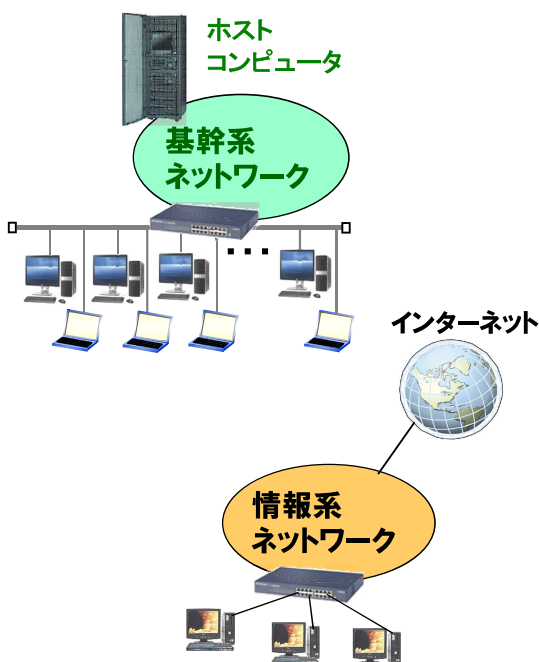 ホスト
コンピュータ
基幹系
ネットワーク
インターネット
情報系
ネットワーク